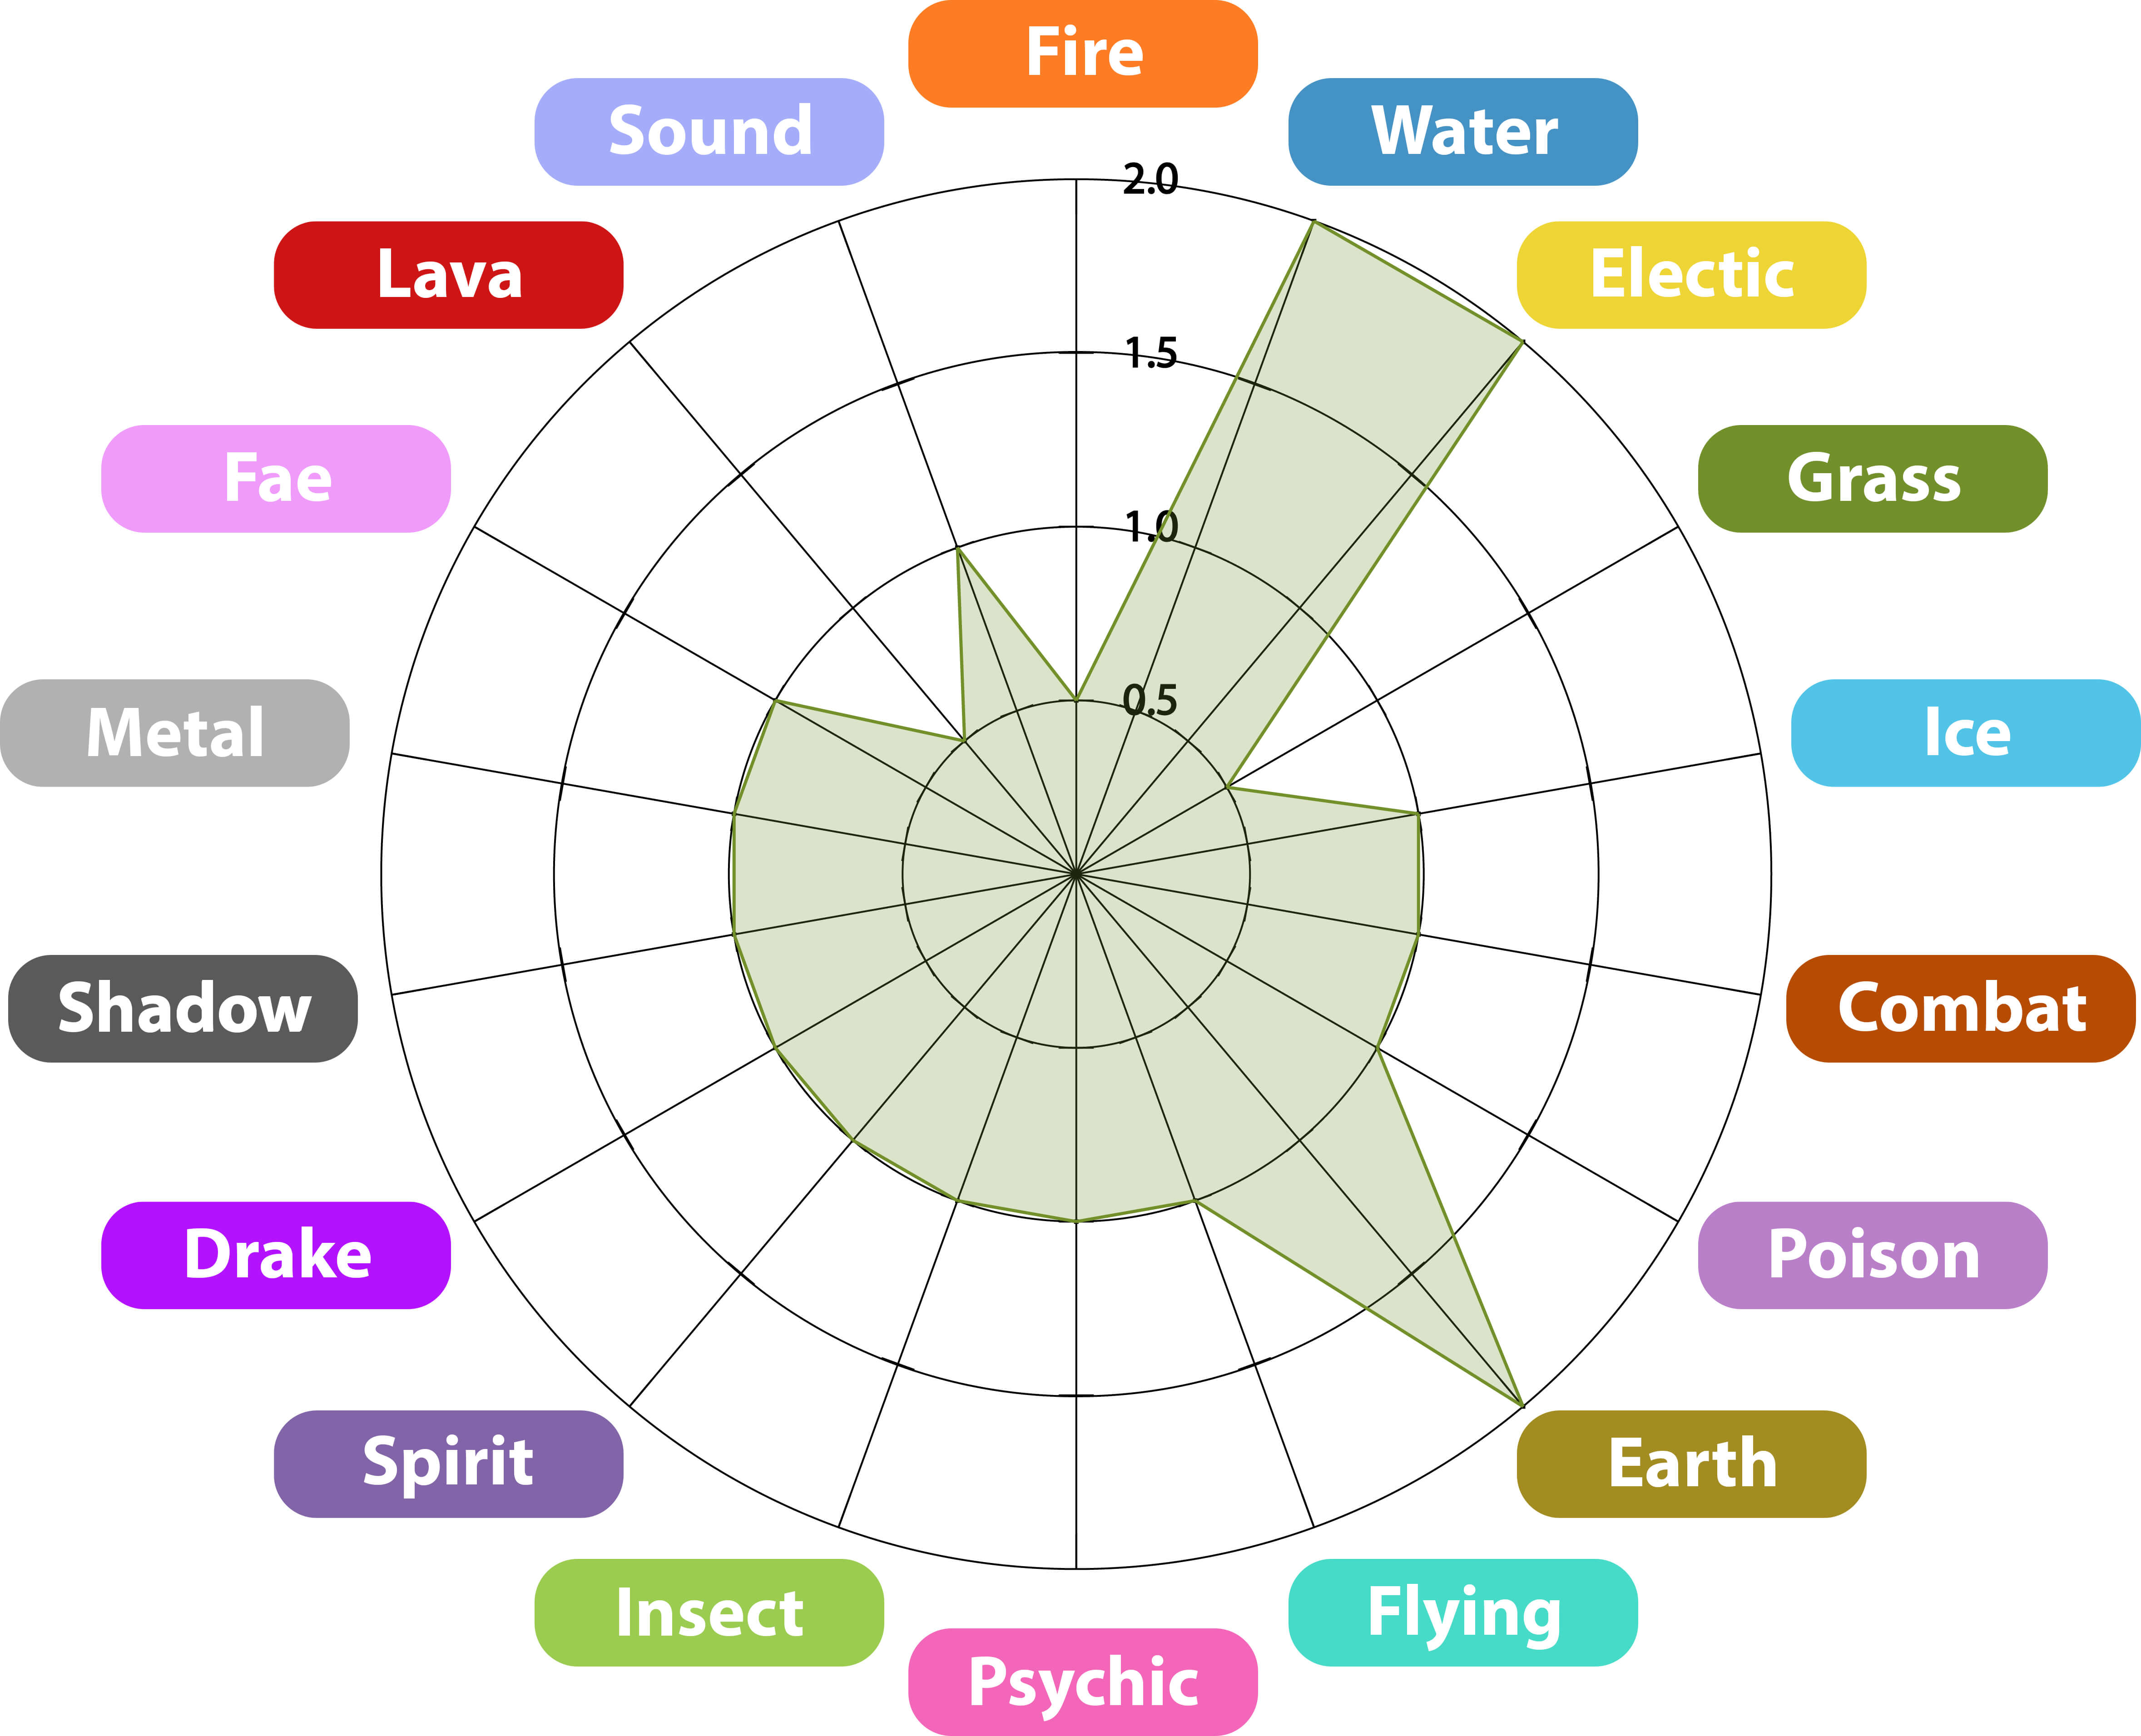 Fire
Sound
Water
2.0
Lava
Electic
1.5
Fae
Grass
1.0
0.5
Metal
Ice
Shadow
Combat
Drake
Poison
Spirit
Earth
Insect
Flying
Psychic